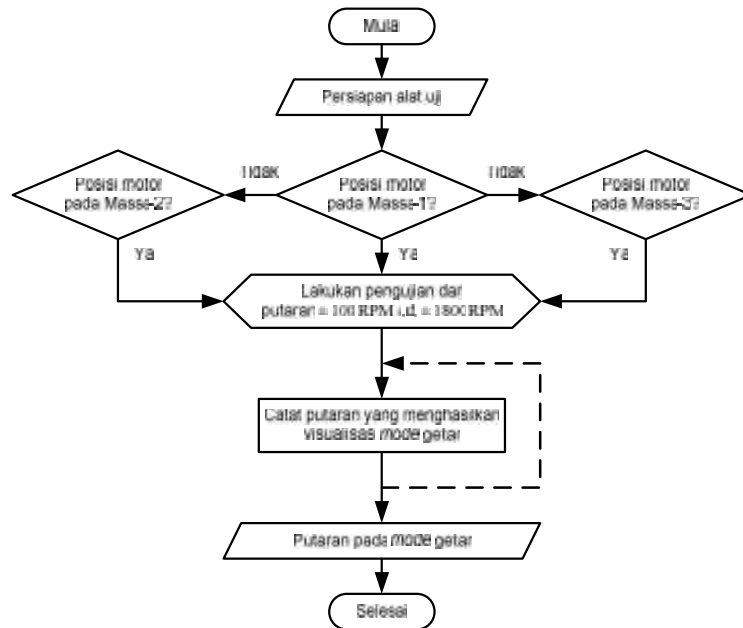 Mulai
Persiapan alat uji
Tidak
Tidak
Posisi motor
pada Massa-2?
Posisi motor
pada Massa-1?
Posisi motor
pada Massa-3?
Ya
Ya
Ya
Lakukan pengujian dari
putaran = 100 RPM s.d. = 1800 RPM
Catat putaran yang menghasilkan
visualisas mode getar
Putaran pada mode getar
Selesai